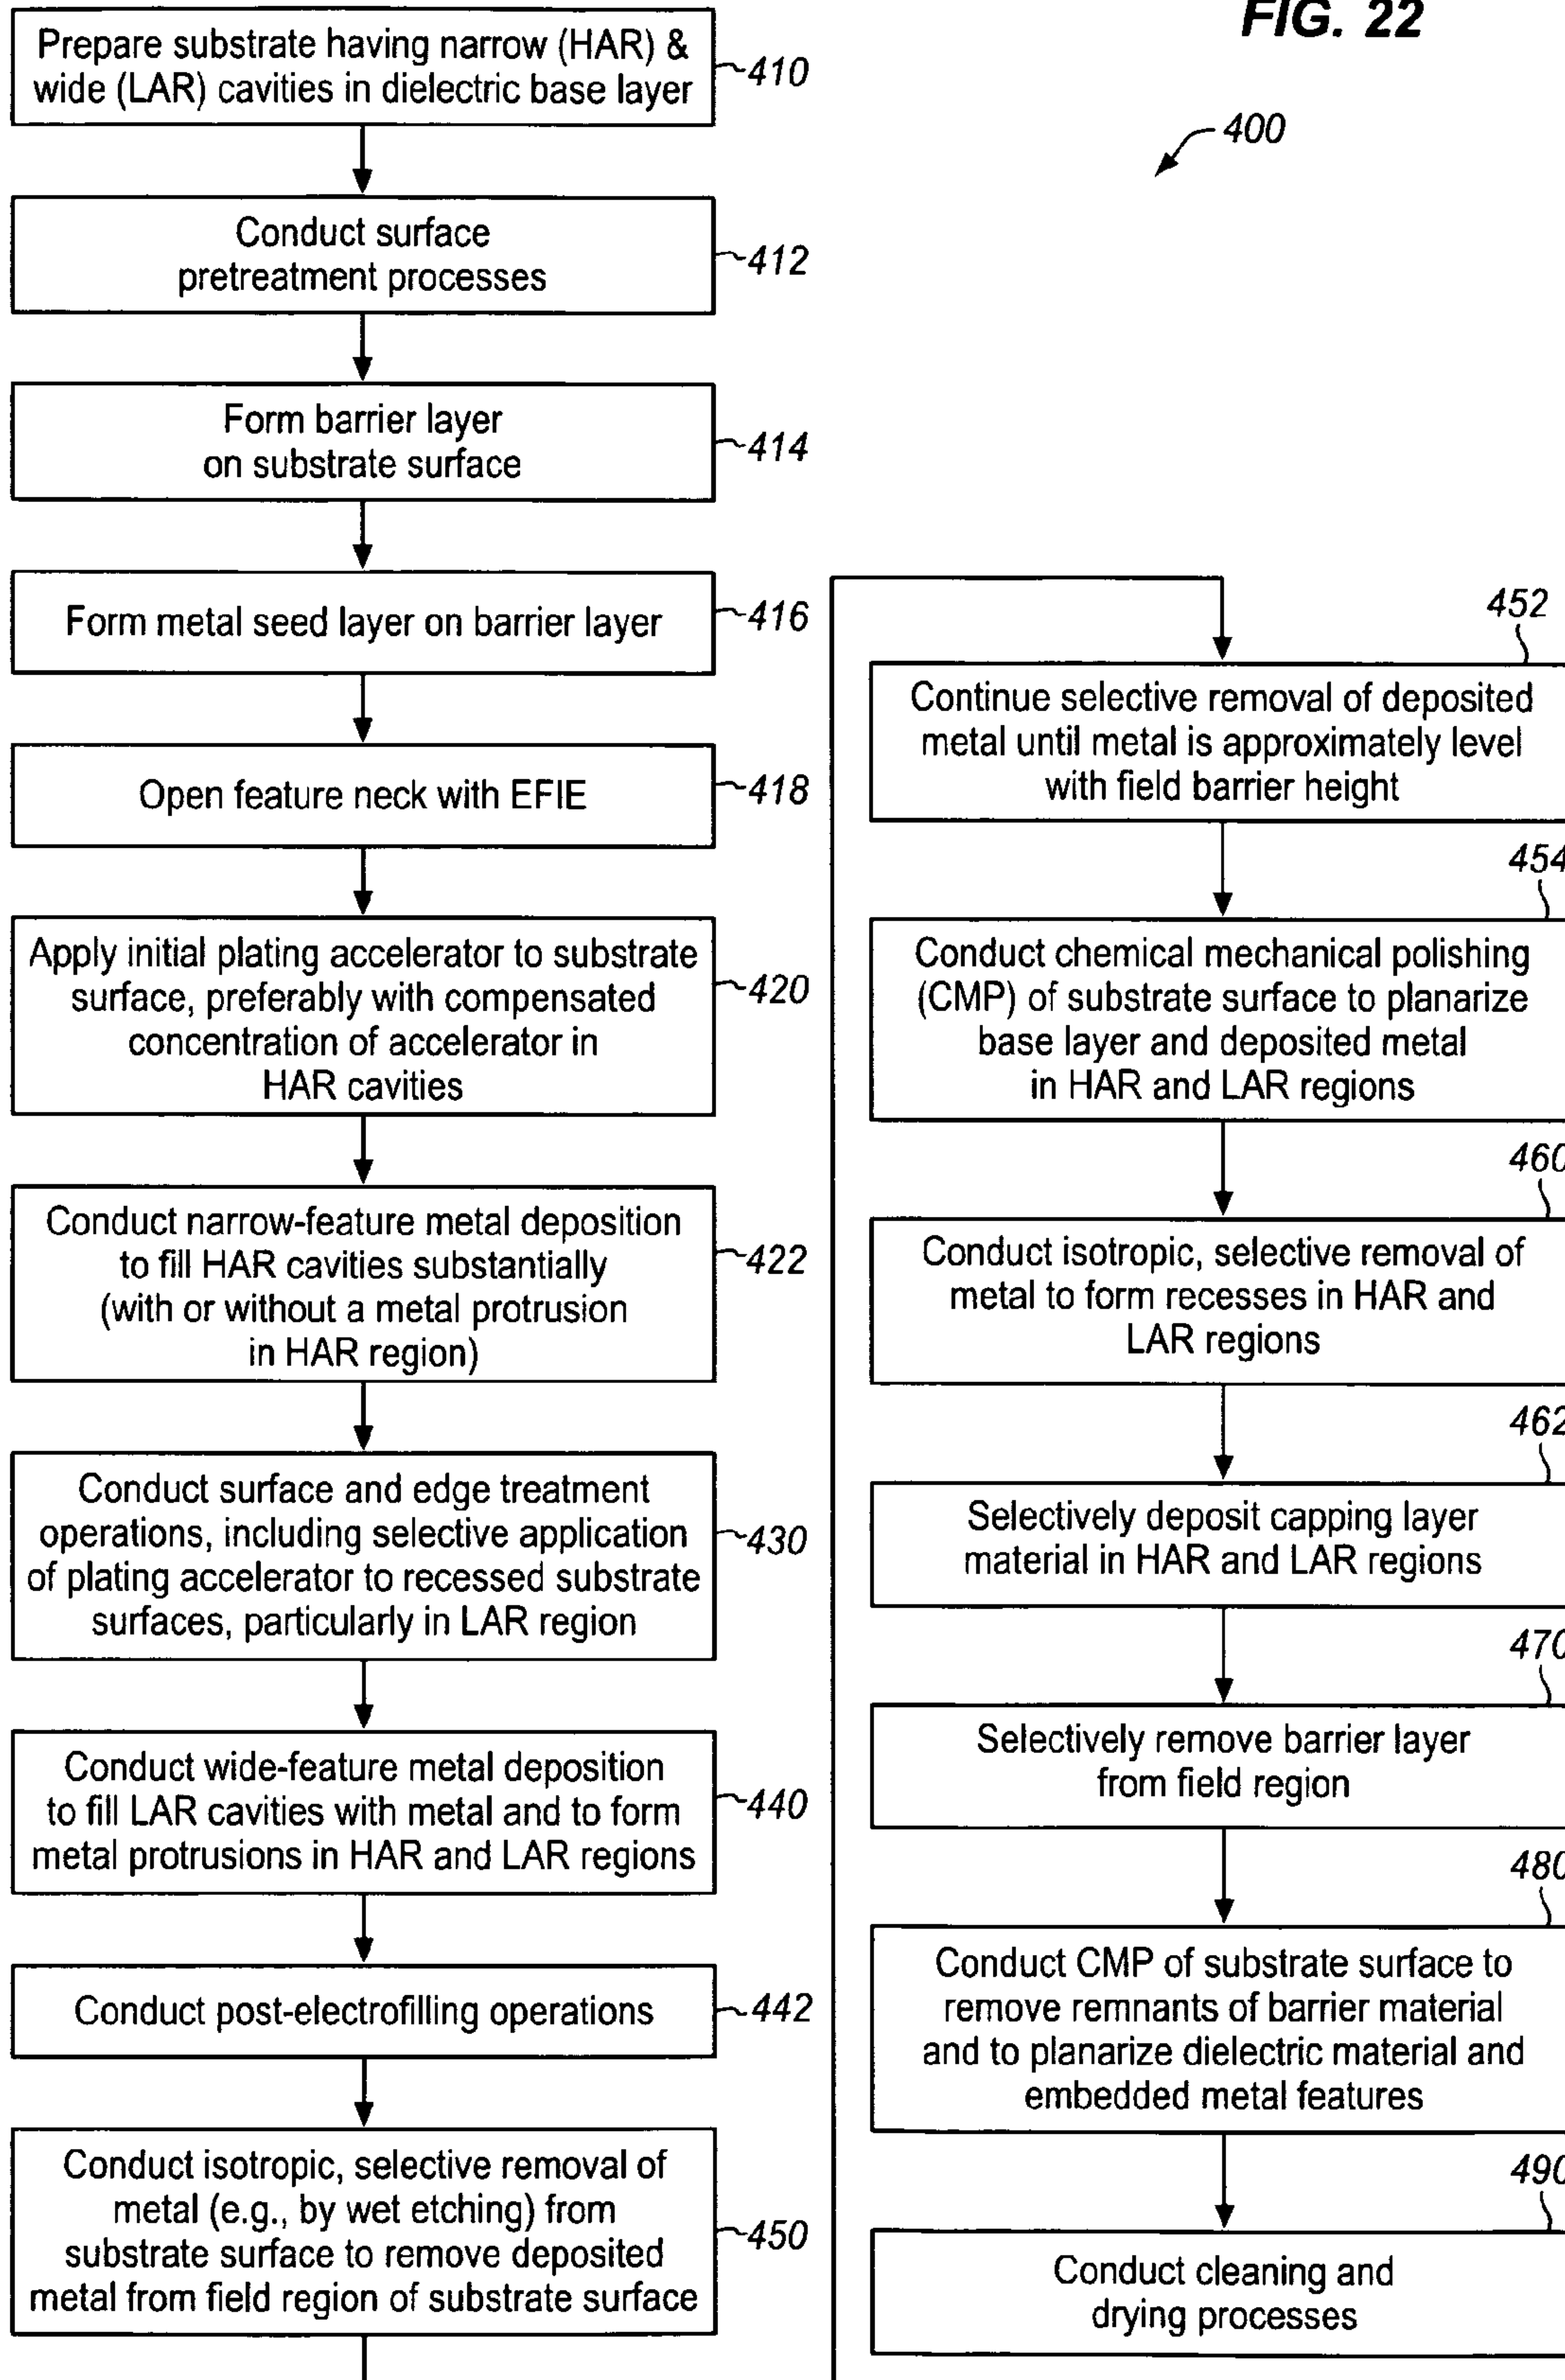 FIG. 22
400
Prepare substrate having narrow (HAR) &
wide (LAR) cavities in dielectric base layer
410
Conduct surface
pretreatment processes
412
Form barrier layer
on substrate surface
414
Form metal seed layer on barrier layer
416
Open feature neck with EFIE
418
Apply initial plating accelerator to substrate
surface, preferably with compensated
concentration of accelerator in
HAR cavities
420
Conduct narrow-feature metal deposition
to fill HAR cavities substantially
(with or without a metal protrusion
in HAR region)
422
Conduct surface and edge treatment
operations, including selective application
of plating accelerator to recessed substrate
surfaces, particularly in LAR region
430
Conduct wide-feature metal deposition
to fill LAR cavities with metal and to form
metal protrusions in HAR and LAR regions
440
Conduct post-electrofilling operations
442
Conduct isotropic, selective removal of
metal (e.g., by wet etching) from
substrate surface to remove deposited
metal from field region of substrate surface
450
452
Continue selective removal of deposited
metal until metal is approximately level
with field barrier height
454
Conduct chemical mechanical polishing
(CMP) of substrate surface to planarize
base layer and deposited metal
in HAR and LAR regions
460
Conduct isotropic, selective removal of
metal to form recesses in HAR and
LAR regions
462
Selectively deposit capping layer
material in HAR and LAR regions
470
Selectively remove barrier layer
from field region
480
Conduct CMP of substrate surface to
remove remnants of barrier material
and to planarize dielectric material and
embedded metal features
490
Conduct cleaning and
drying processes